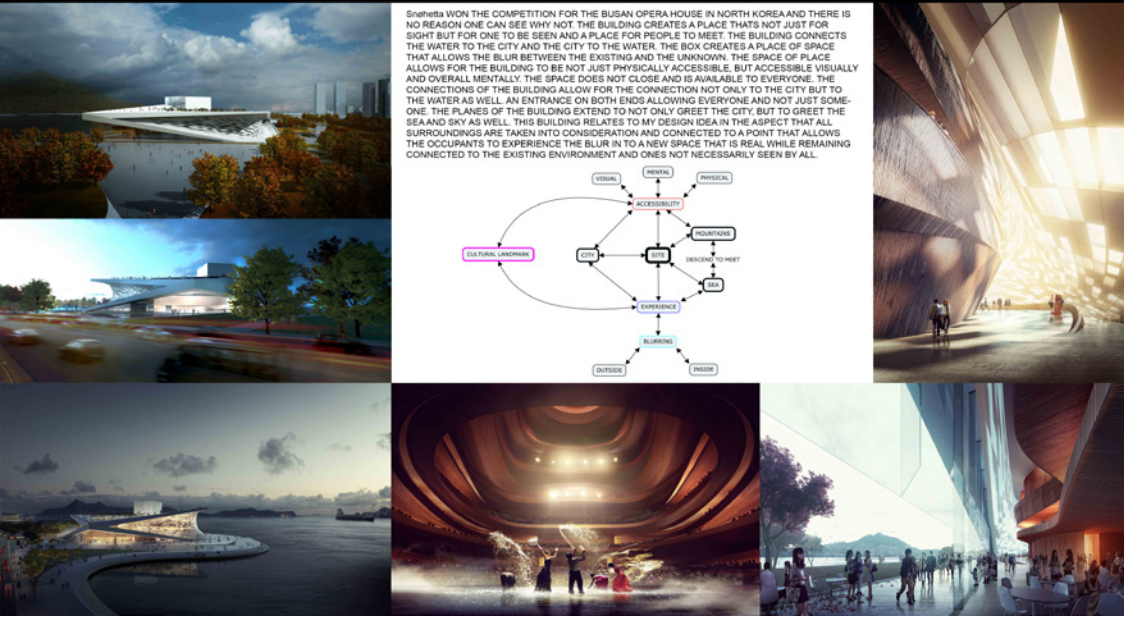 Snøhetta WON THE COMPETITION FOR THE BUSAN OPERA HOUSE IN NORTH KOREA AND THERE IS
NO REASON ONE CAN SEE WHY NOT. THE BUILDING CREATES A PLACE THATS NOT JUST FOR
SIGHT BUT FOR ONE TO BE SEEN AND A PLACE FOR PEOPLE TO MEET. THE BUILDING CONNECTS
THE WATER TO THE CITY AND THE CITY TO THE WATER. THE BOX CREATES A PLACE OF SPACE
THAT ALLOWS THE BLUR BETWEEN THE EXISTING AND THE UNKNOWN. THE SPACE OF PLACE
ALLOWS FOR THE BUILDING TO BE NOT JUST PHYSICALLY ACCESSIBLE, BUT ACCESSIBLE VISUALLY
AND OVERALL MENTALLY. THE SPACE DOES NOT CLOSE AND IS AVAILABLE TO EVERYONE. THE
CONNECTIONS OF THE BUILDING ALLOW FOR THE CONNECTION NOT ONLY TO THE CITY BUT TO
THE WATER AS WELL. AN ENTRANCE ON BOTH ENDS ALLOWING EVERYONE AND NOT JUST SOME-
ONE. THE PLANES OF THE BUILDING EXTEND TO NOT ONLY GREET THE CITY, BUT TO GREET THE
SEA AND SKY AS WELL. THIS BUILDING RELATES TO MY DESIGN IDEA IN THE ASPECT THAT ALL
SURROUNDINGS ARE TAKEN INTO CONSIDERATION AND CONNECTED TO A POINT THAT ALLOWS
THE OCCUPANTS TO EXPERIENCE THE BLUR IN TO A NEW SPACE THAT IS REAL WHILE REMAINING
CONNECTED TO THE EXISTING ENVIRONMENT AND ONES NOT NECESSARILY SEEN BY ALL.
VISUAL
MENTAL
PHYSICAL
ACCESSIBILITY
MOUNTAINS
CULTURAL LANDMARK
CITY
SITE
DESCEND TO MEET
SEA
EXPERIENCE
BLURRING
OUTSIDE
INSIDE